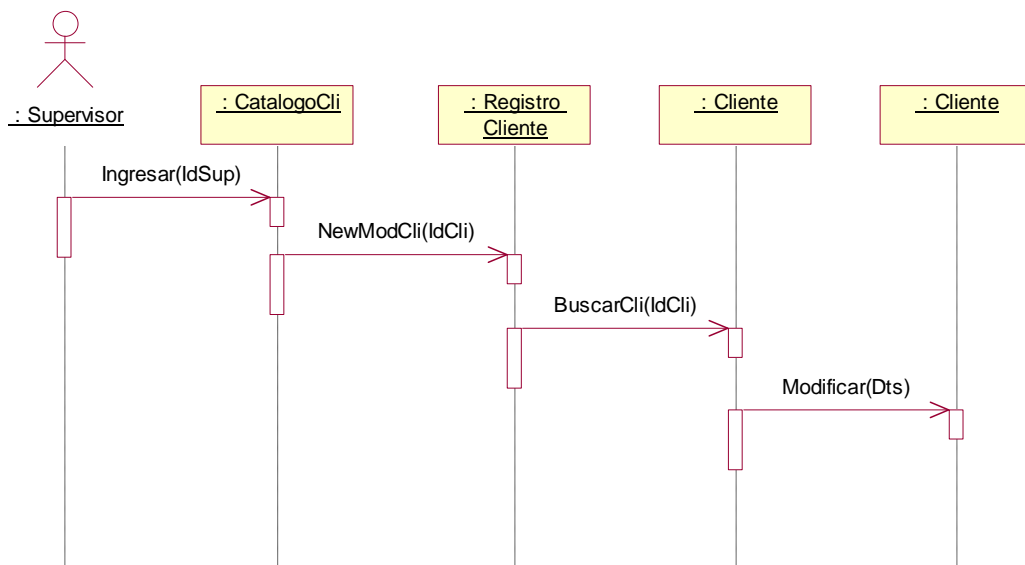 : Supervisor
: CatalogoCli
: Registro
Cliente
: Cliente
: Cliente
Ingresar(IdSup)
NewModCli(IdCli)
BuscarCli(IdCli)
Modificar(Dts)